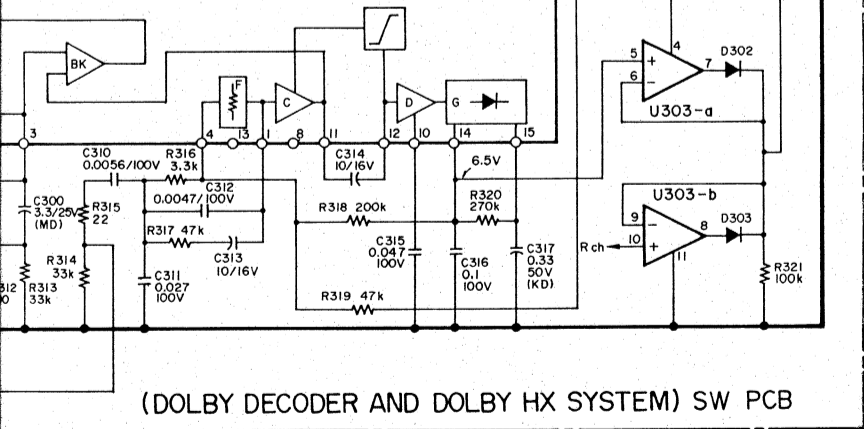 BK
F
C
D
G
4
5
6
7
+
−
D302
U303-a
3
4
13
1
8
11
12
10
14
15
C310
0.0056/100V
R316
3.3k
C314
10/16V
6.5V
C300
3.3/25V
(MD)
R315
22
C312
0.0047/100V
R318 200k
R320
270k
R317 47k
C313
10/16V
R314
33k
R313
33k
C311
0.027
100V
C315
0.047
100V
C316
0.1
100V
C317
0.33
50V
(KD)
R319 47k
U303-b
9
10
−
+
8
11
D303
R ch
R321
100k
(DOLBY DECODER AND DOLBY HX SYSTEM) SW PCB